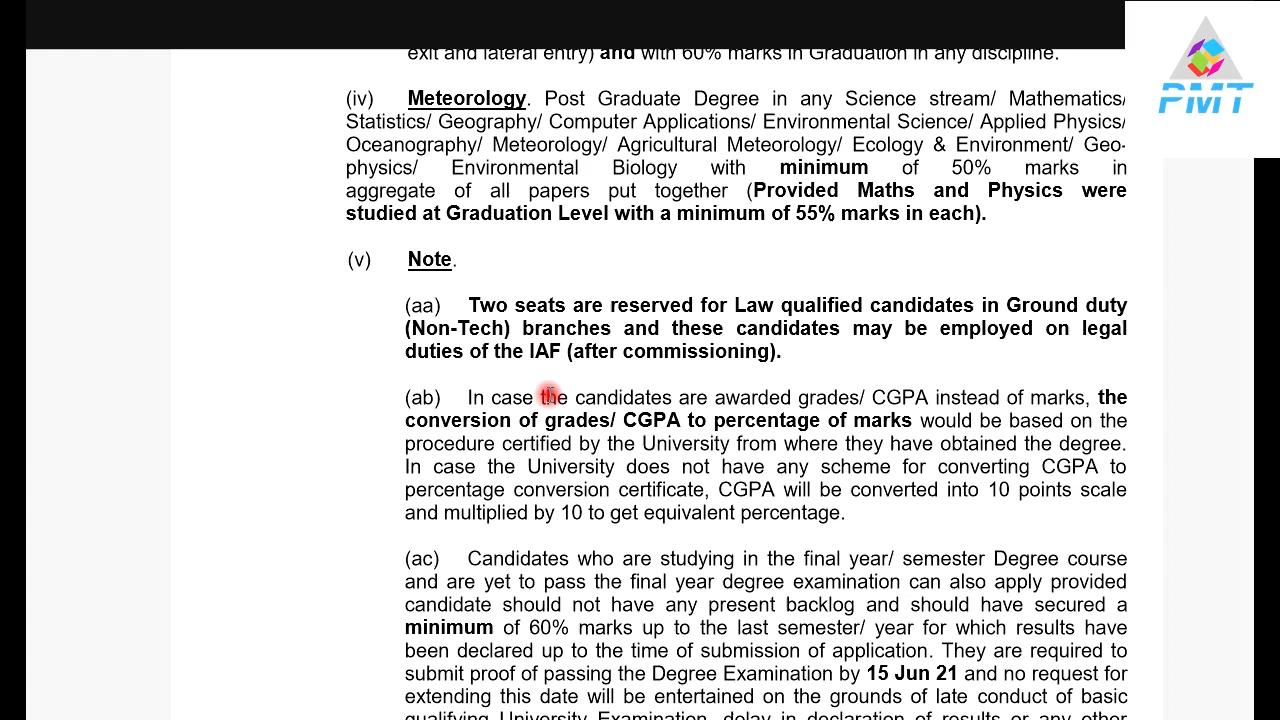 exit and lateral entry) and with 60% marks in Graduation in any discipline.
PMT
(iv) Meteorology. Post Graduate Degree in any Science stream/ Mathematics/
Statistics/ Geography/ Computer Applications/ Environmental Science/ Applied Physics/
Oceanography/ Meteorology/ Agricultural Meteorology/ Ecology & Environment/ Geo-
physics/ Environmental Biology with minimum of 50% marks in
aggregate of all papers put together (Provided Maths and Physics were
studied at Graduation Level with a minimum of 55% marks in each).
(v) Note.
(aa) Two seats are reserved for Law qualified candidates in Ground duty
(Non-Tech) branches and these candidates may be employed on legal
duties of the IAF (after commissioning).
(ab) In case the candidates are awarded grades/ CGPA instead of marks, the
conversion of grades/ CGPA to percentage of marks would be based on the
procedure certified by the University from where they have obtained the degree.
In case the University does not have any scheme for converting CGPA to
percentage conversion certificate, CGPA will be converted into 10 points scale
and multiplied by 10 to get equivalent percentage.
(ac) Candidates who are studying in the final year/ semester Degree course
and are yet to pass the final year degree examination can also apply provided
candidate should not have any present backlog and should have secured a
minimum of 60% marks up to the last semester/ year for which results have
been declared up to the time of submission of application. They are required to
submit proof of passing the Degree Examination by 15 Jun 21 and no request for
extending this date will be entertained on the grounds of late conduct of basic
qualifying University Examination, delay in declaration of results or any other